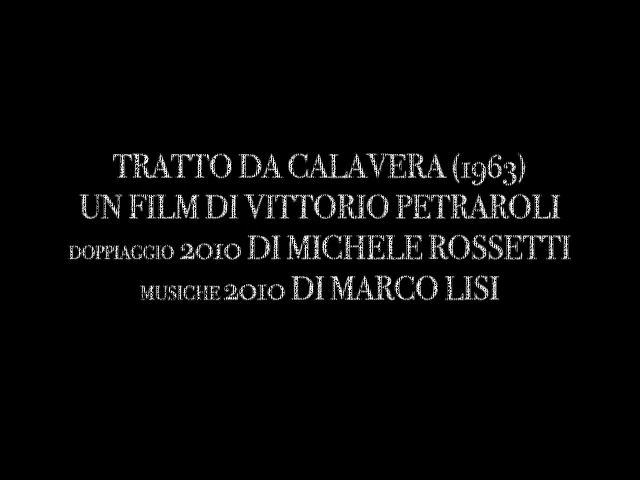 TRATTO DA CALAVERA (1963)
UN FILM DI VITTORIO PETRAROLI
DOPPIAGGIO 2010 DI MICHELE ROSSETTI
MUSICHE 2010 DI MARCO LISI